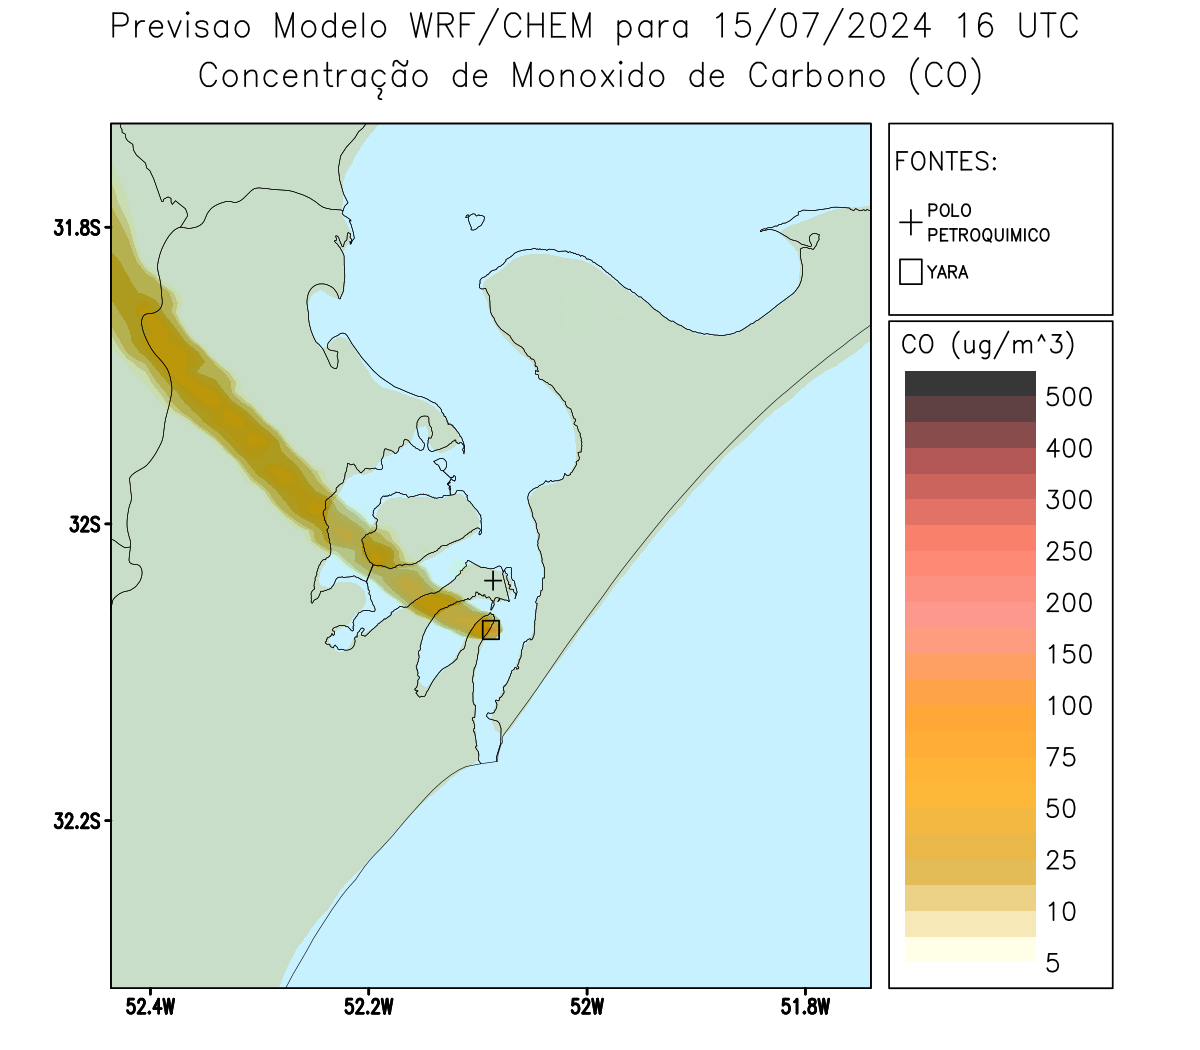 Previsao Modelo WRF/CHEM para 15/07/2024 16 UTC
Concentração de Monoxido de Carbono (CO)
FONTES:
POLO
PETROQUIMICO
YARA
CO (ug/m^3)
500
400
300
250
200
150
100
75
50
25
10
5
31.8S
32S
32.2S
52.4W
52.2W
52W
51.8W